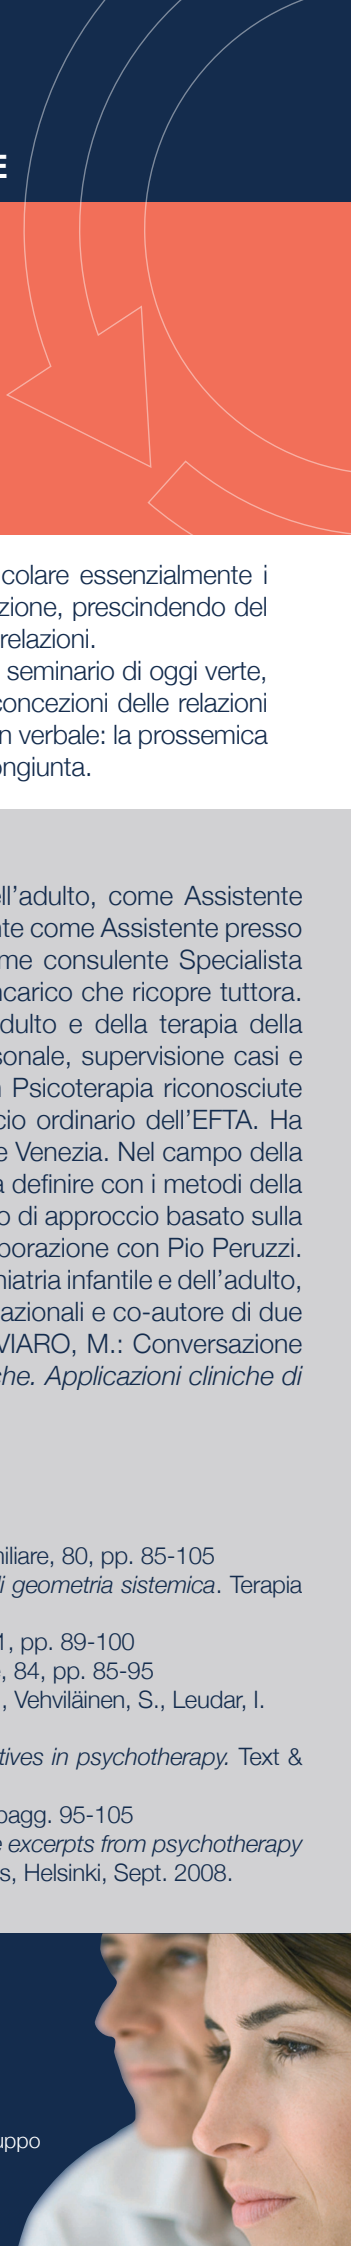 E
colare essenzialmente i
zione, prescindendo del
relazioni.
seminario di oggi verte,
concezioni delle relazioni
n verbale: la prossemica
ongiunta.
ell’adulto, come Assistente
nte come Assistente presso
me consulente Specialista
ncarico che ricopre tuttora.
dulto e della terapia della
sonale, supervisione casi e
n Psicoterapia riconosciute
cio ordinario dell’EFTA. Ha
e Venezia. Nel campo della
a definire con i metodi della
o di approccio basato sulla
borazione con Pio Peruzzi.
hiatria infantile e dell’adulto,
azionali e co-autore di due
VIARO, M.: Conversazione
che. Applicazioni cliniche di
miliare, 80, pp. 85-105
di geometria sistemica. Terapia
1, pp. 89-100
, 84, pp. 85-95
, Vehviläinen, S., Leudar, I.
tives in psychotherapy. Text &
pagg. 95-105
e excerpts from psychotherapy
s, Helsinki, Sept. 2008.
uppo